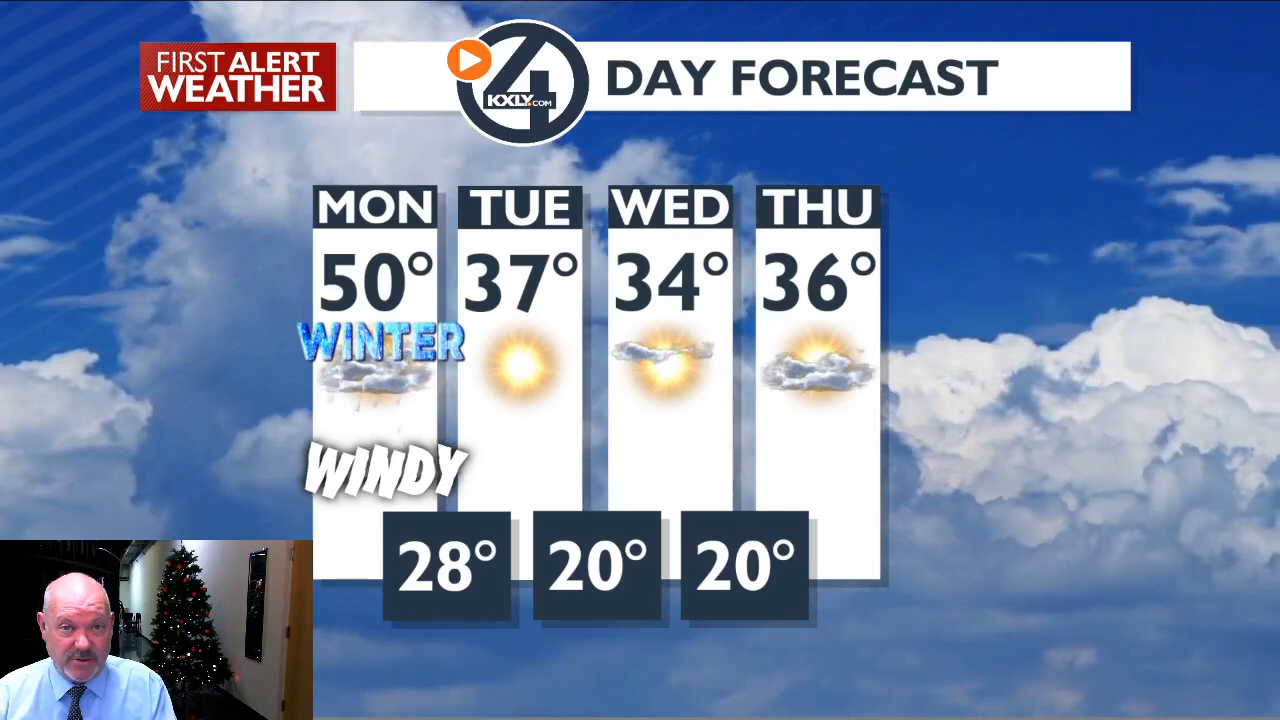 FIRST ALERT
WEATHER
4
KXLY.COM
DAY FORECAST
MON TUE WED THU
50° 37° 34° 36°
WINTER
WINDY
28° 20° 20°